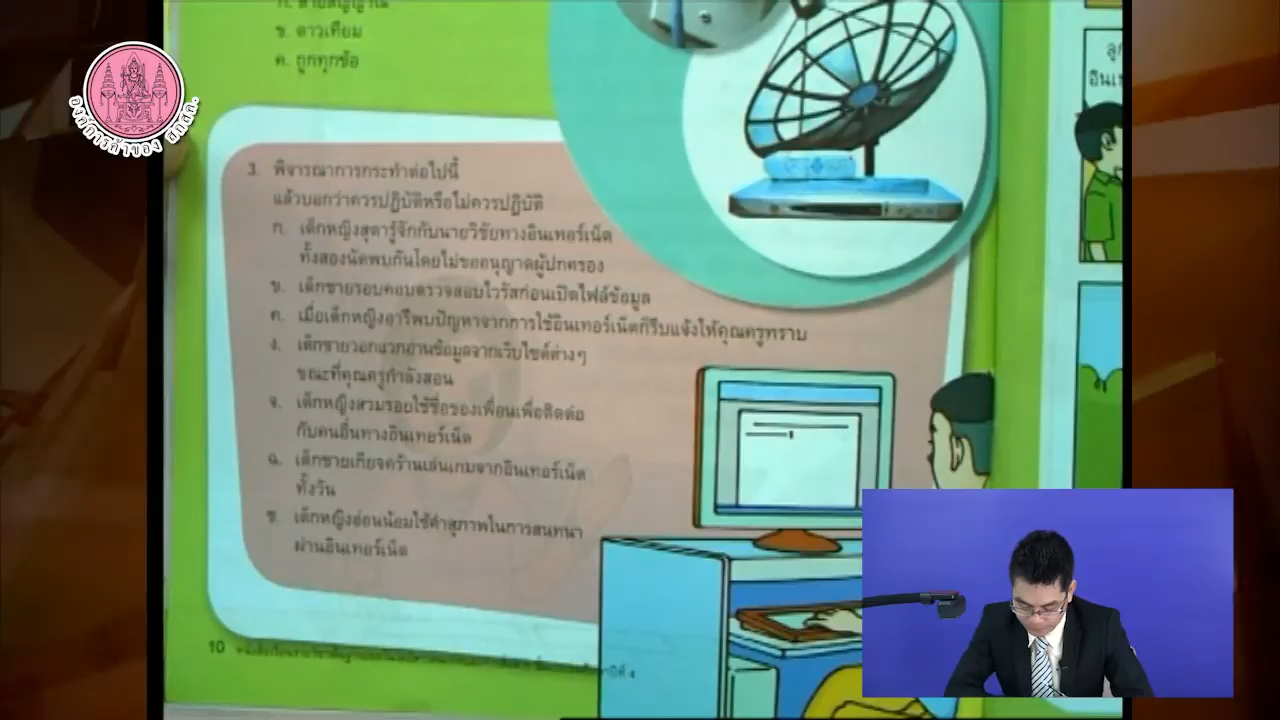 องค์การค้าของ สกสค.
ข. ดาวเทียม
ค. ถูกทุกข้อ
3. พิจารณาการกระทำต่อไปนี้
แล้วบอกว่าควรปฏิบัติหรือไม่ควรปฏิบัติ
ก. เด็กหญิงสุดารู้จักกับนายวิชัยทางอินเทอร์เน็ต
ทั้งสองนัดพบกันโดยไม่ขออนุญาตผู้ปกครอง
ข. เด็กชายรอบคอบตรวจสอบไวรัสก่อนเปิดไฟล์ข้อมูล
ค. เมื่อเด็กหญิงอารีพบปัญหาจากการใช้อินเทอร์เน็ตก็รีบแจ้งให้คุณครูทราบ
ง. เด็กชายวอกแวกอ่านข้อมูลจากเว็บไซต์ต่างๆ
ขณะที่คุณครูกำลังสอน
จ. เด็กหญิงสวมรอยใช้ชื่อของเพื่อนเพื่อติดต่อ
กับคนอื่นทางอินเทอร์เน็ต
ฉ. เด็กชายเกียจคร้านเล่นเกมจากอินเทอร์เน็ต
ทั้งวัน
ช. เด็กหญิงอ่อนน้อมใช้คำสุภาพในการสนทนา
ผ่านอินเทอร์เน็ต
10